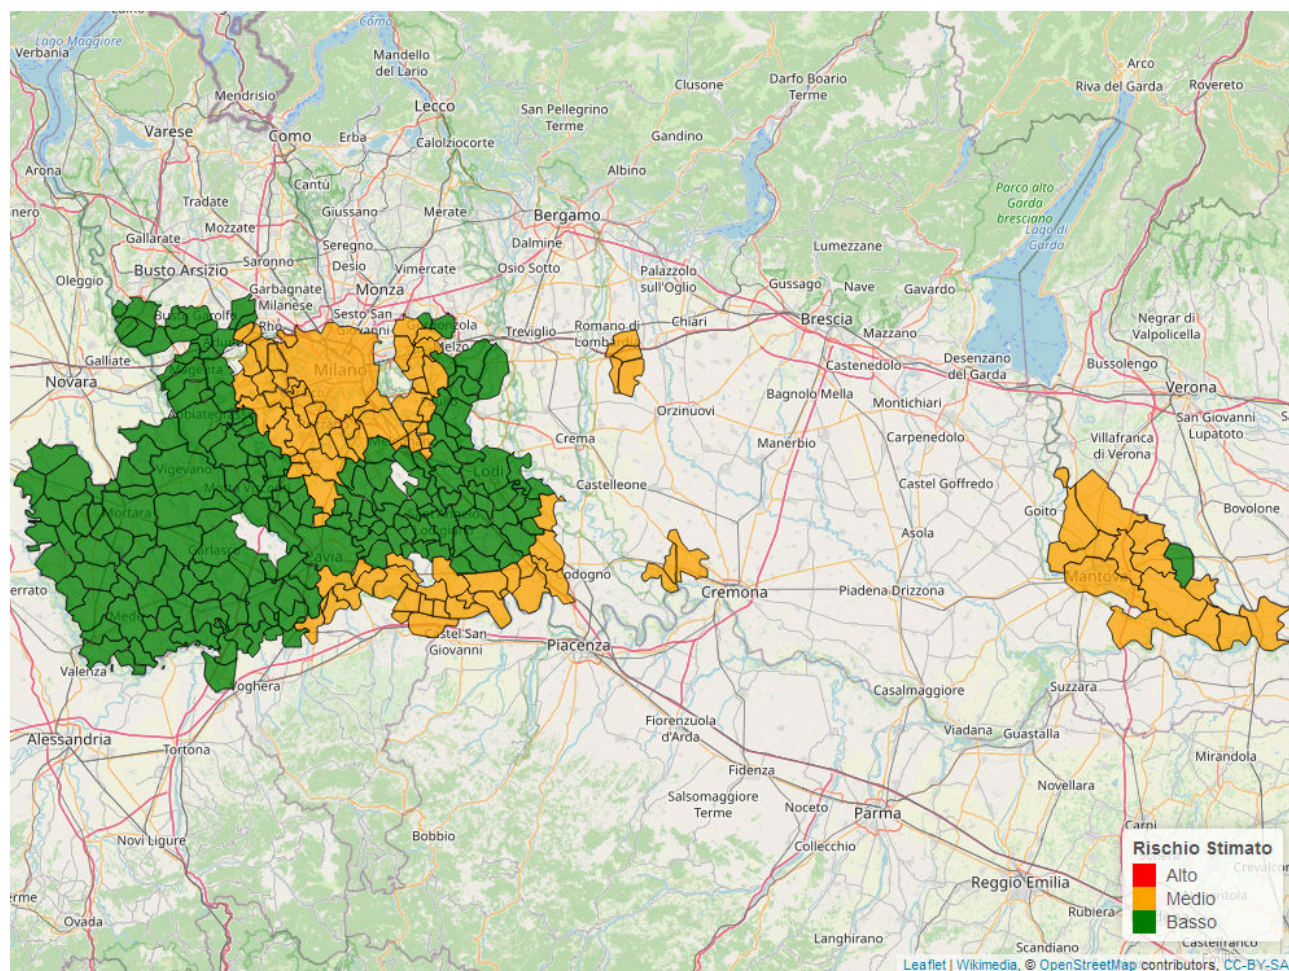 Lago Maggiore
Verbania
Como
Mandello
del Lario
Arco
Riva del Garda
Rovereto
Clusone
Darfo Boario
Terme
Mendrisio
Lecco
San Pellegrino
Terme
Varese
Como
Erba
Calolziocorte
Gandino
Arona
Cantù
Albino
Parco alto
Garda
bresciano
Lago di
Garda
Tradate
Giussano
Merate
Bergamo
Mozzate
Gallarate
Seregno
Dalmine
Lumezzane
Saronno
Desio
Vimercate
Osio Sotto
Palazzolo
sull'Oglio
Oleggio
Busto Arsizio
Garbagnate
Milanese
Monza
Gussago
Nave
Gavardo
Busto Garolfo
Rho
Sesto San
Giovanni
Treviglio
Romano di
Lombardia
Chiari
Brescia
Mazzano
Negrar di
Valpolicella
Galliate
Magenta
Milano
Melzo
Castenedolo
Desenzano
del Garda
Bussolengo
Novara
Bagnolo Mella
Montichiari
Verona
Orzinuovi
San Giovanni
Lupatoto
Crema
Manerbio
Carpenedolo
Villafranca
di Verona
Vigevano
Lodi
Castelleone
Castel Goffredo
Mortara
Goito
Bovolone
Asola
Garlasco
Pavia
Codogno
Cremona
Piadena Drizzona
Mantova
Castel San
Giovanni
Piacenza
Valenza
Voghera
Casalmaggiore
Suzzara
Alessandria
Tortona
Fiorenzuola
d'Arda
Viadana
Guastalla
Mirandola
Fidenza
Novellara
Salsomaggiore
Terme
Noceto
Parma
Bobbio
Novi Ligure
Collecchio
Carpi
Reggio Emilia
Rubiera
Ovada
Langhirano
Scandiano
Castelfranco
Rischio Stimato
Alto
Medio
Basso
Leaflet | Wikimedia, © OpenStreetMap contributors, CC-BY-SA